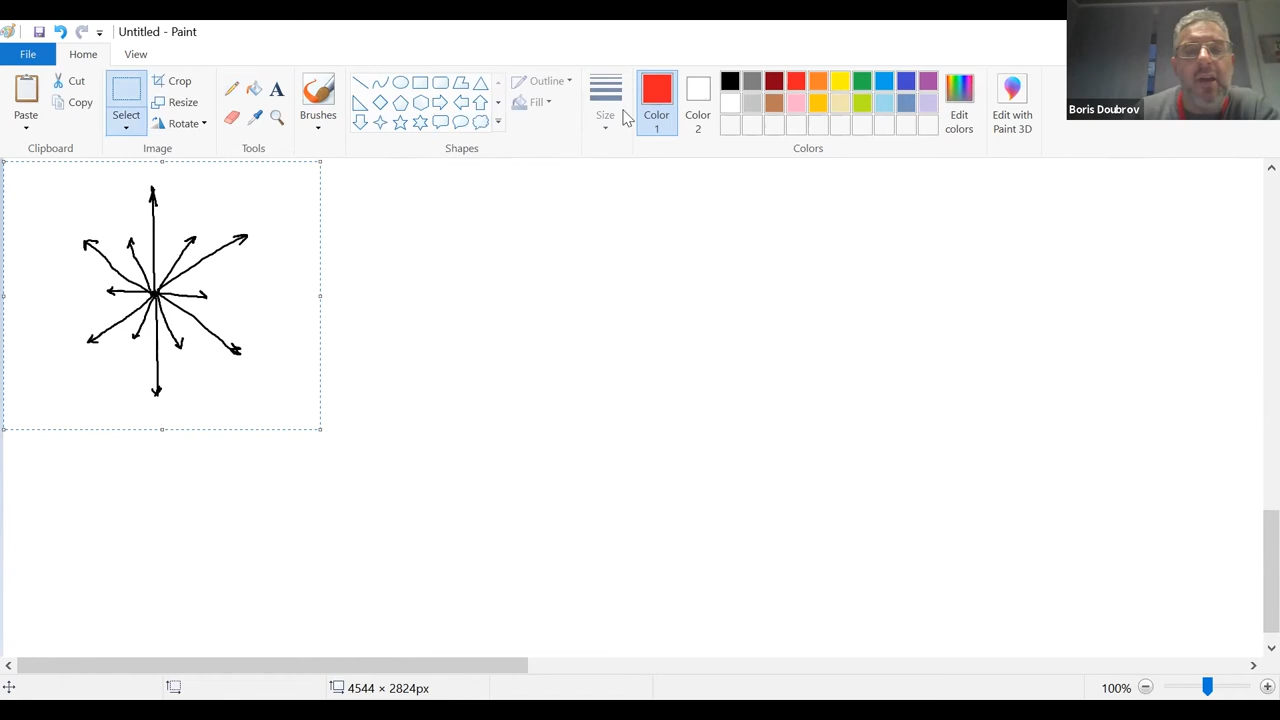 Untitled - Paint
File
Home
View
Paste
Cut
Copy
Clipboard
Select
Crop
Resize
Rotate
Image
A
Tools
Brushes
Shapes
Outline
Fill
Size
Color
1
Color
2
Edit
colors
Colors
Edit with
Paint 3D
Boris Doubrov
4544 × 2824px
100%